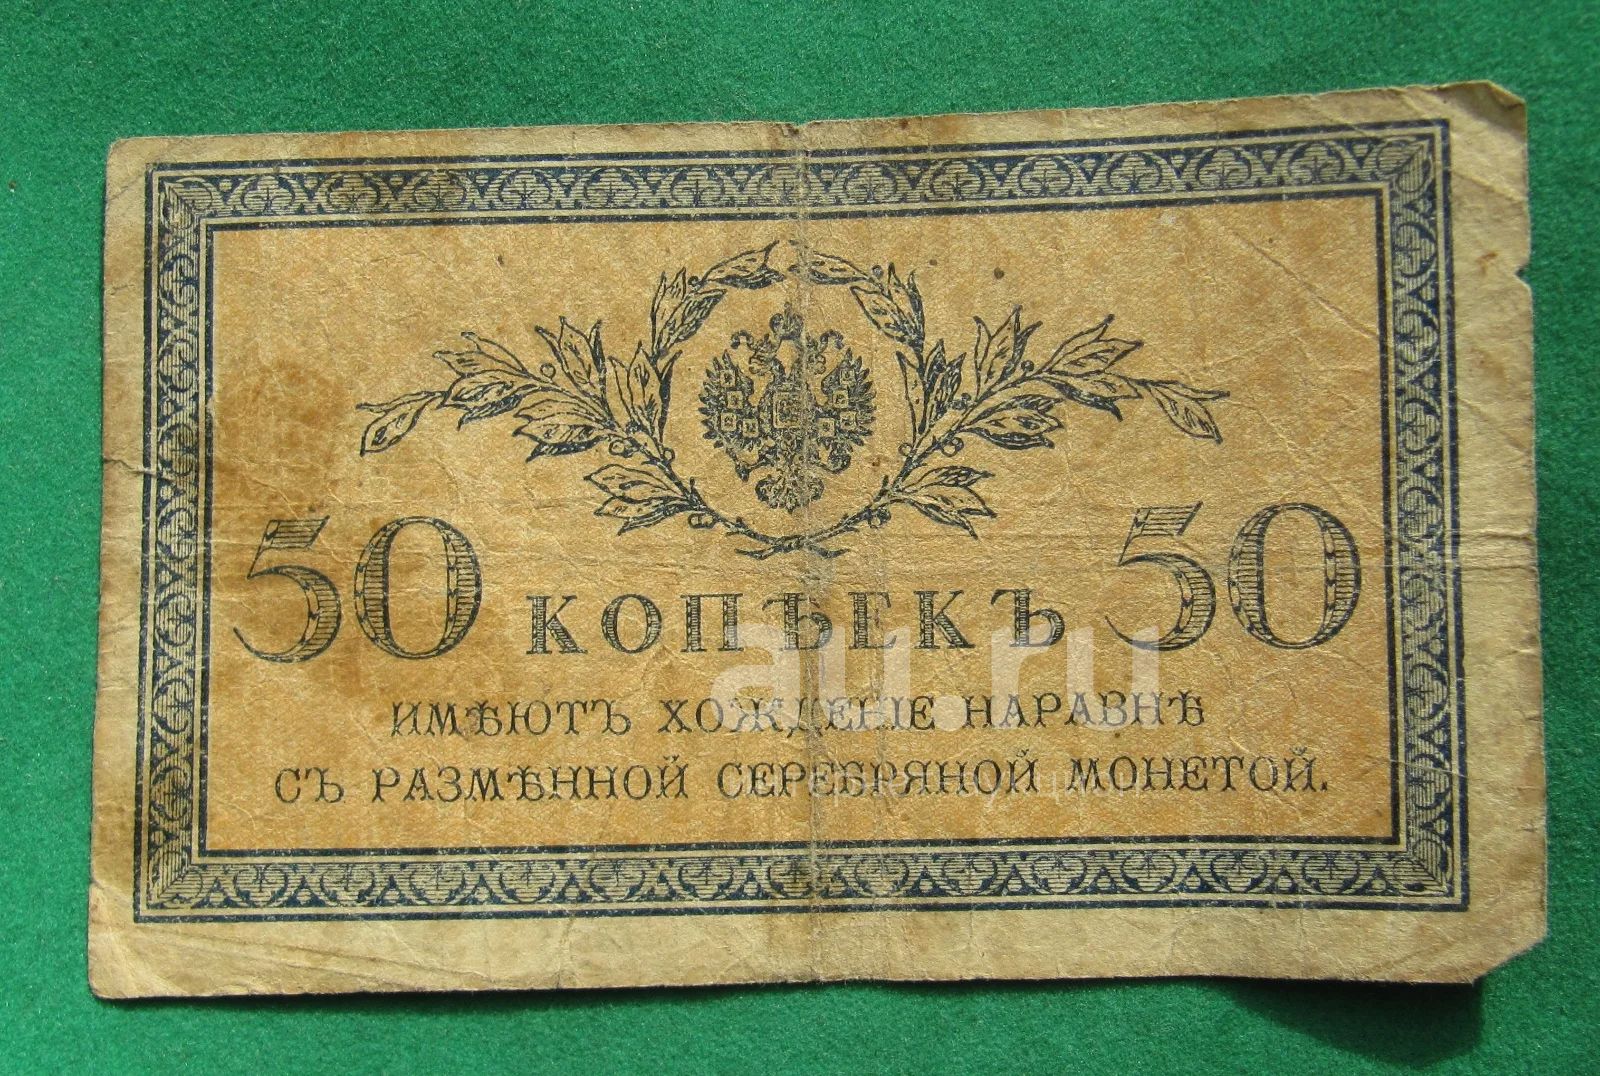 50 КОПѢЕКЪ 50
ИМѢЮТЪ ХОЖДЕНІЕ НАРАВНѢ
СЪ РАЗМѢННОЙ СЕРЕБРЯНОЙ МОНЕТОЙ.
au.ru